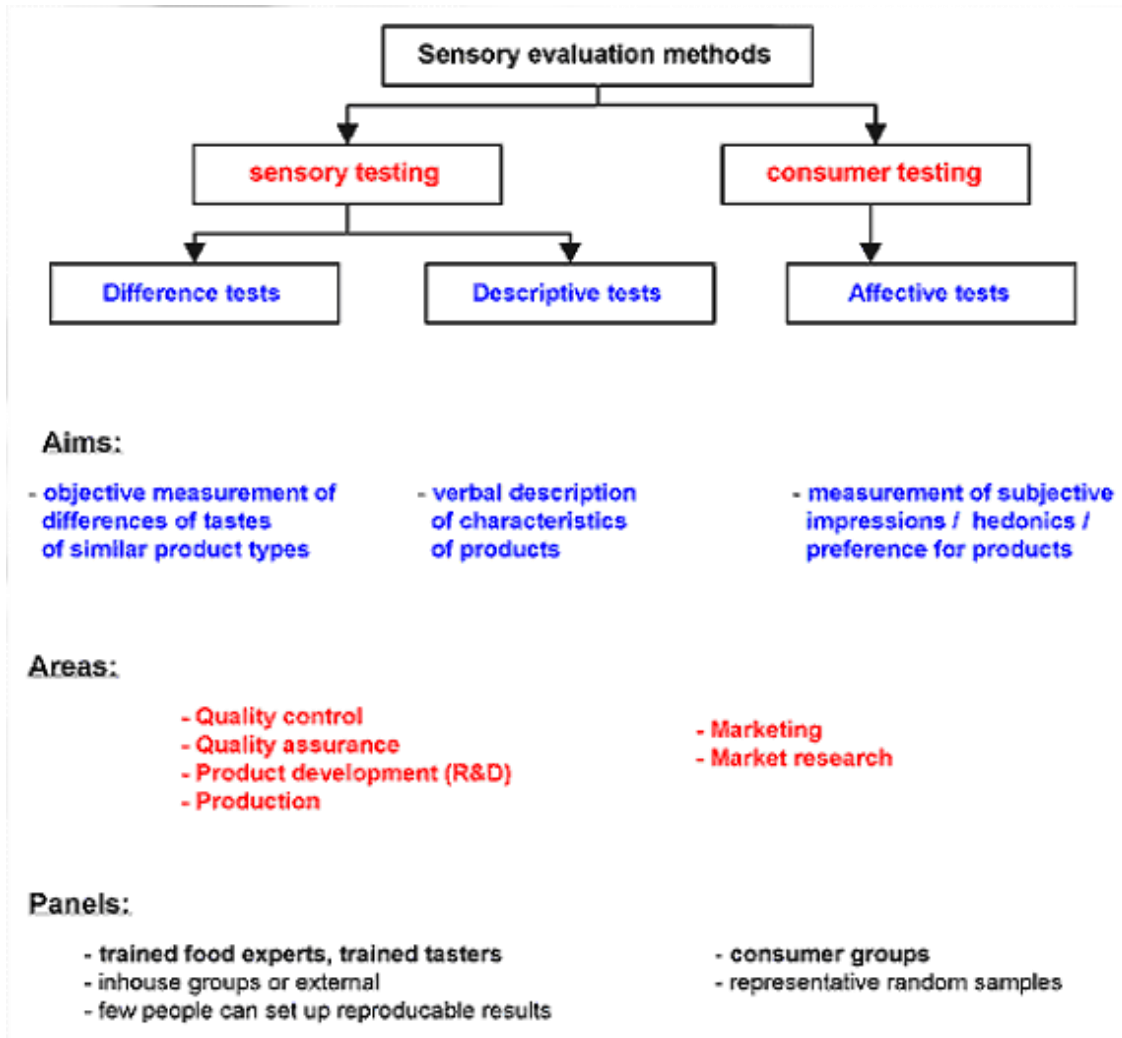 Sensory evaluation methods
sensory testing
consumer testing
Difference tests
Descriptive tests
Affective tests
Aims:
- objective measurement of
differences of tastes
of similar product types
- verbal description
of characteristics
of products
- measurement of subjective
impressions / hedonics /
preference for products
Areas:
- Quality control
- Quality assurance
- Product development (R&D)
- Production
- Marketing
- Market research
Panels:
- trained food experts, trained tasters
- inhouse groups or external
- few people can set up reproducable results
- consumer groups
- representative random samples